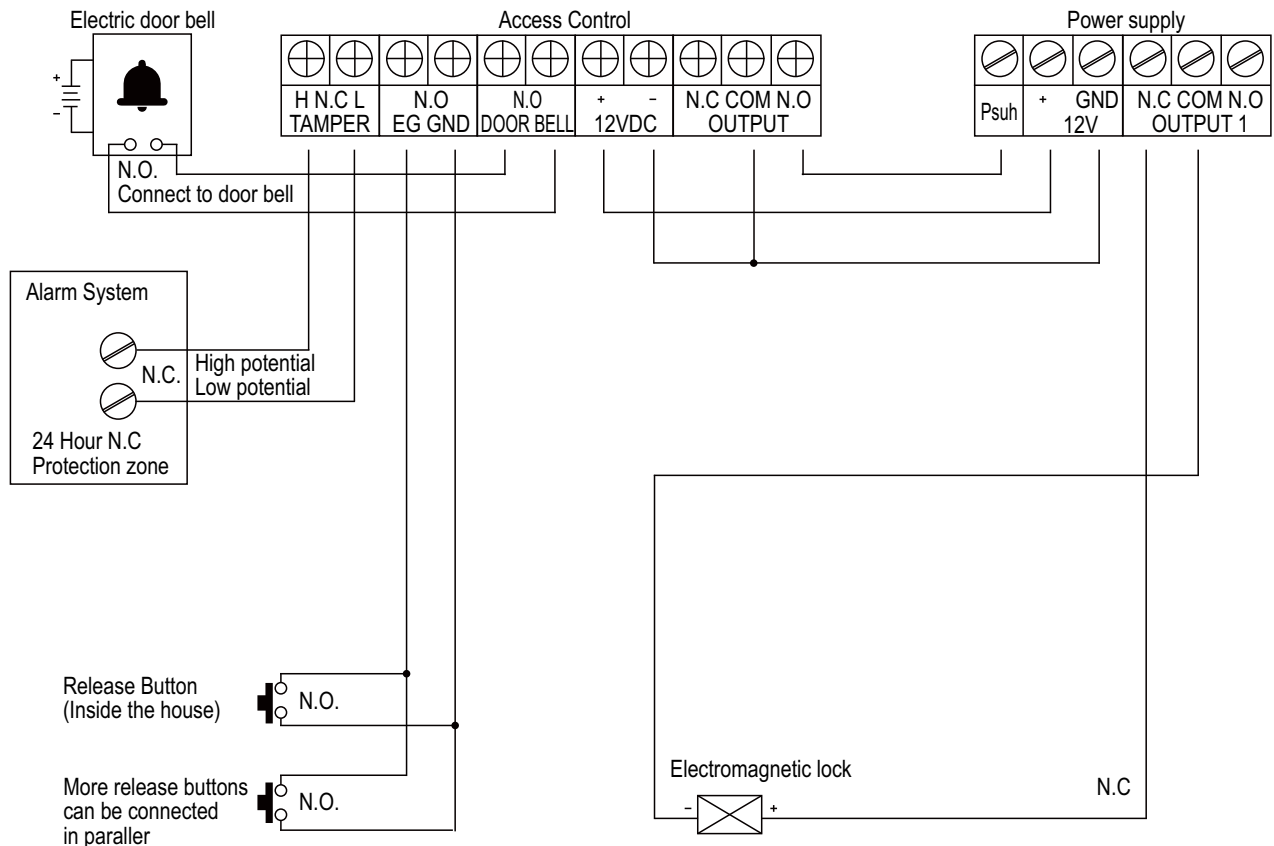 Electric door bell
Access Control
Power supply
+
–
H N.C L
TAMPER
N.O
EG GND
N.O
DOOR BELL
+ –
12VDC
N.C COM N.O
OUTPUT
Psuh
+ GND
12V
N.C COM N.O
OUTPUT 1
N.O.
Connect to door bell
Alarm System
N.C.
High potential
Low potential
24 Hour N.C
Protection zone
Release Button
(Inside the house)
N.O.
More release buttons
can be connected
in paraller
N.O.
Electromagnetic lock
– +
N.C